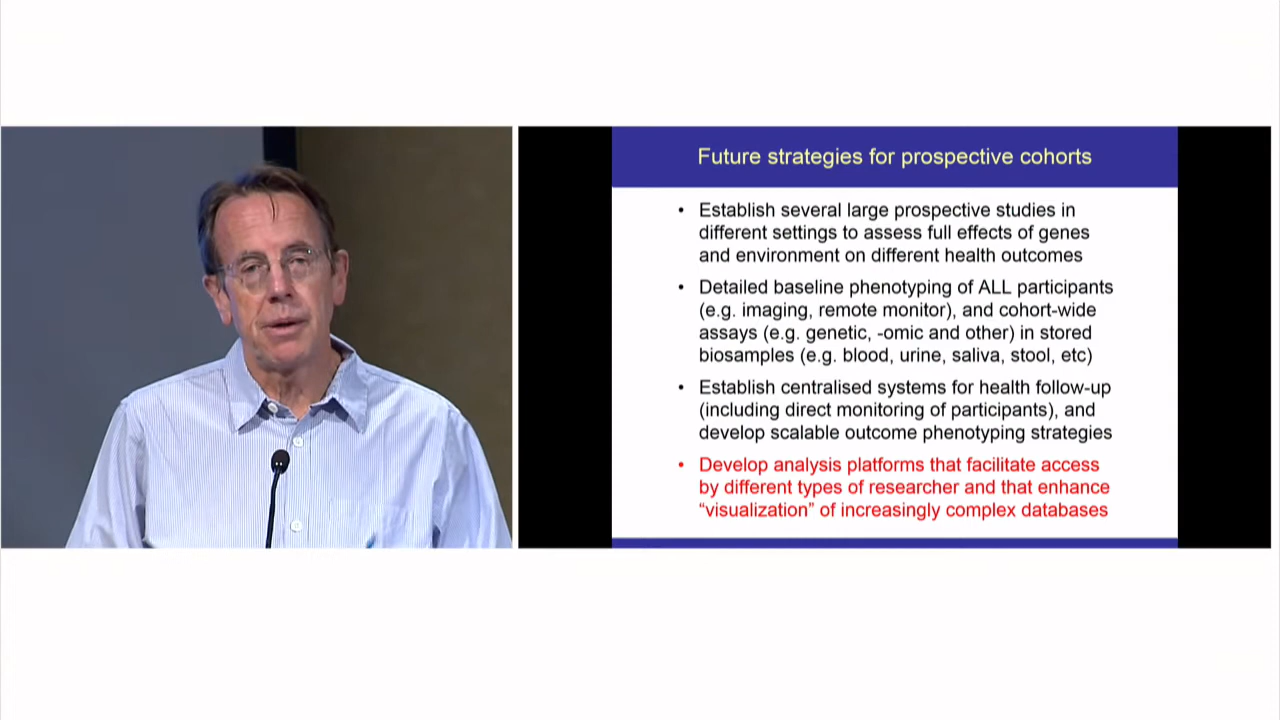 Future strategies for prospective cohorts
• Establish several large prospective studies in
different settings to assess full effects of genes
and environment on different health outcomes
• Detailed baseline phenotyping of ALL participants
(e.g. imaging, remote monitor), and cohort-wide
assays (e.g. genetic, -omic and other) in stored
biosamples (e.g. blood, urine, saliva, stool, etc)
• Establish centralised systems for health follow-up
(including direct monitoring of participants), and
develop scalable outcome phenotyping strategies
• Develop analysis platforms that facilitate access
by different types of researcher and that enhance
“visualization” of increasingly complex databases